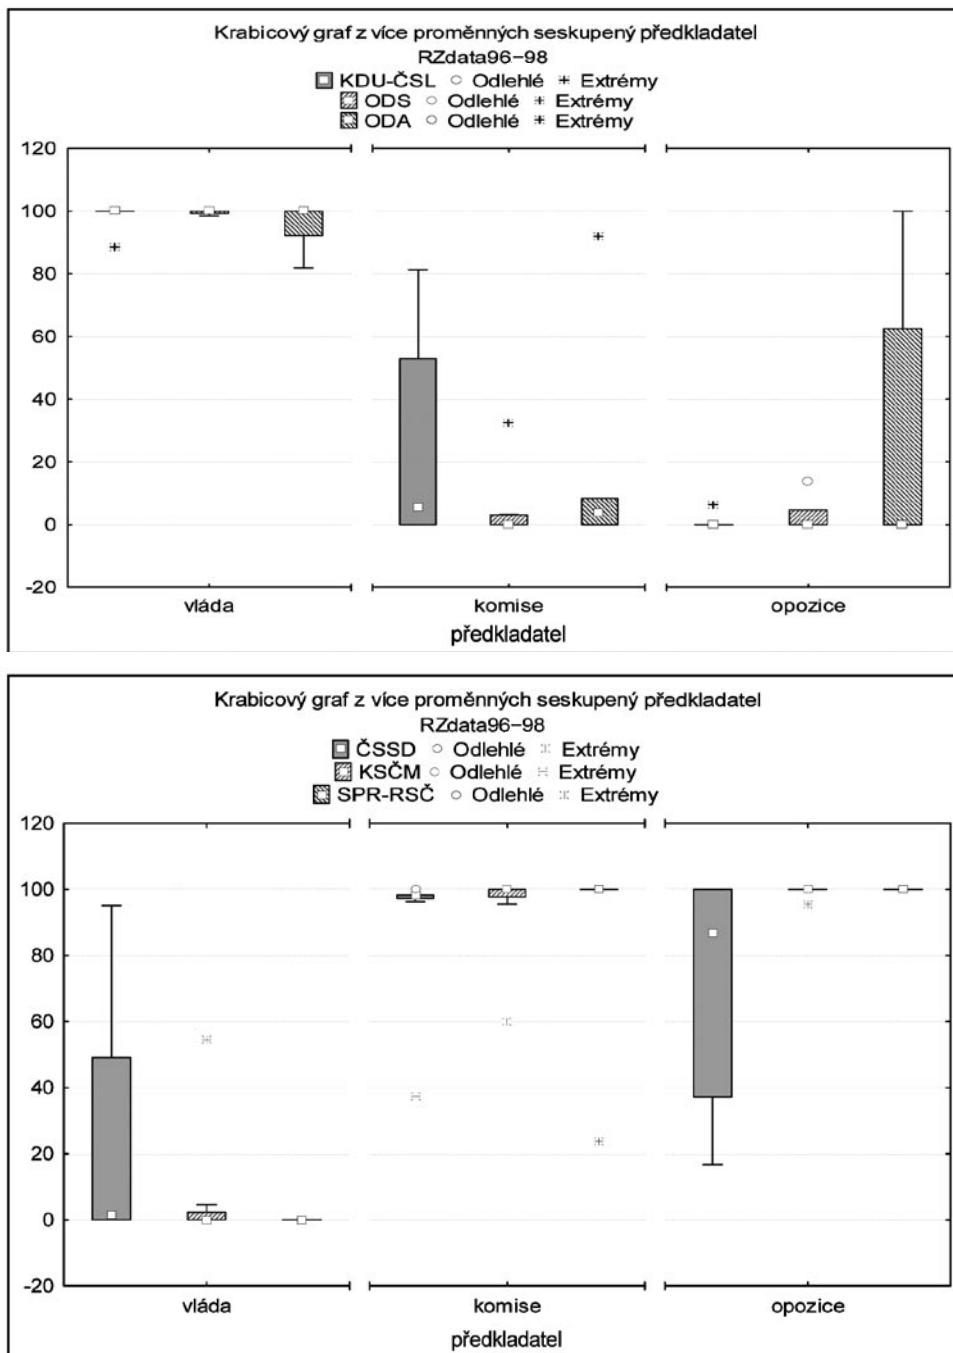 Krabicový graf z více proměnných seskupený předkladatel
RZdata96-98
KDU-ČSL Odlehlé Extrémy
ODS Odlehlé Extrémy
ODA Odlehlé Extrémy
120
100
80
60
40
20
0
-20
vláda komise opozice
předkladatel
Krabicový graf z více proměnných seskupený předkladatel
RZdata96-98
ČSSD Odlehlé Extrémy
KSČM Odlehlé Extrémy
SPR-RSČ Odlehlé Extrémy
120
100
80
60
40
20
0
-20
vláda komise opozice
předkladatel